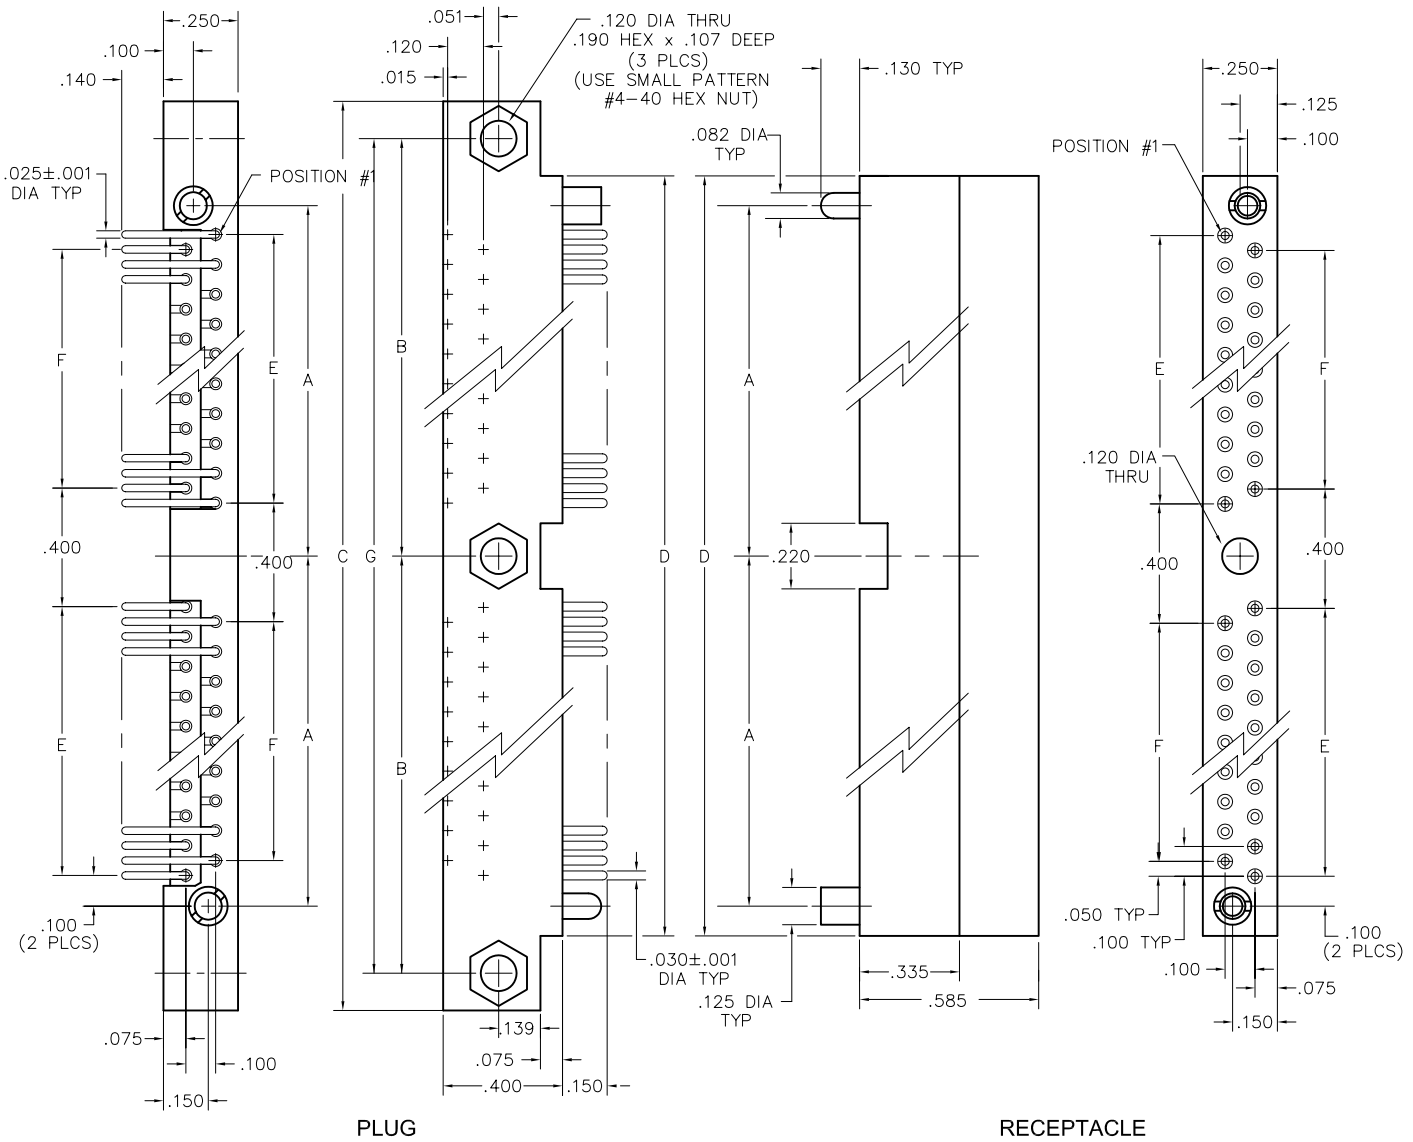 .250
.100
.140
.025±.001
DIA TYP
POSITION #1
F
E
A
.400
.400
E
F
A
.100
(2 PLCS)
.075
.100
.150
.051
.120
.015
.120 DIA THRU
.190 HEX x .107 DEEP
(3 PLCS)
(USE SMALL PATTERN
#4-40 HEX NUT)
B
C
G
D
B
.030±.001
DIA TYP
.139
.075
.400
.150
PLUG
.130 TYP
.082 DIA
TYP
A
D
.220
A
.125 DIA
TYP
.335
.585
.250
.125
.100
POSITION #1
E
F
.120 DIA
THRU
.400
.400
F
E
.050 TYP
.100 TYP
.100
.100
(2 PLCS)
.075
.150
RECEPTACLE